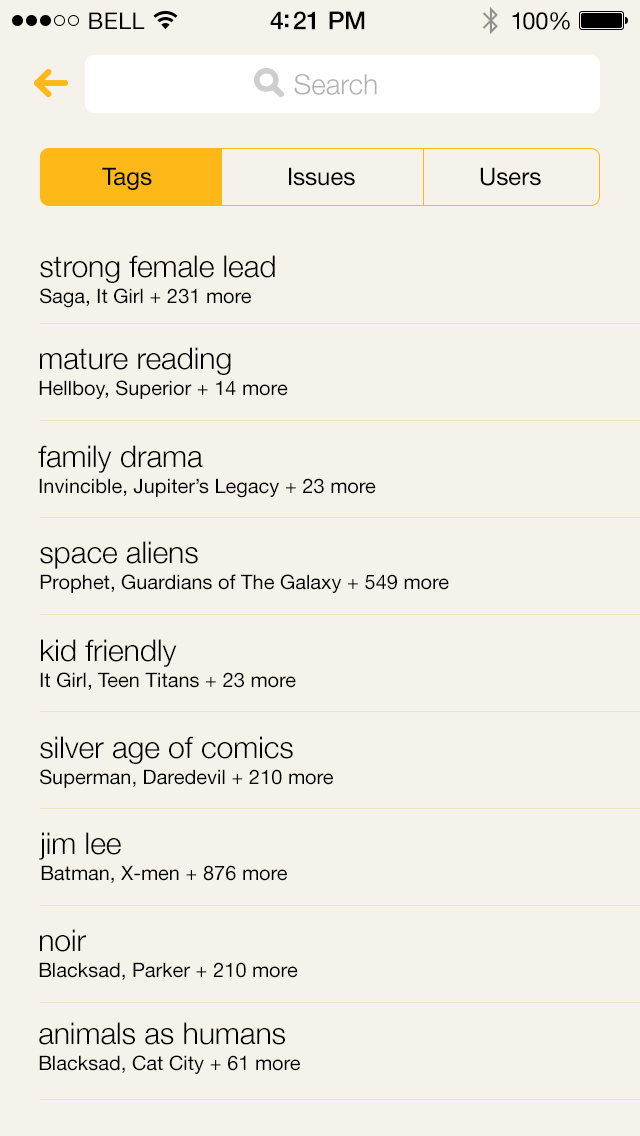 BELL 4:21 PM 100%
Search
Tags Issues Users
strong female lead
Saga, It Girl + 231 more
mature reading
Hellboy, Superior + 14 more
family drama
Invincible, Jupiter’s Legacy + 23 more
space aliens
Prophet, Guardians of The Galaxy + 549 more
kid friendly
It Girl, Teen Titans + 23 more
silver age of comics
Superman, Daredevil + 210 more
jim lee
Batman, X-men + 876 more
noir
Blacksad, Parker + 210 more
animals as humans
Blacksad, Cat City + 61 more